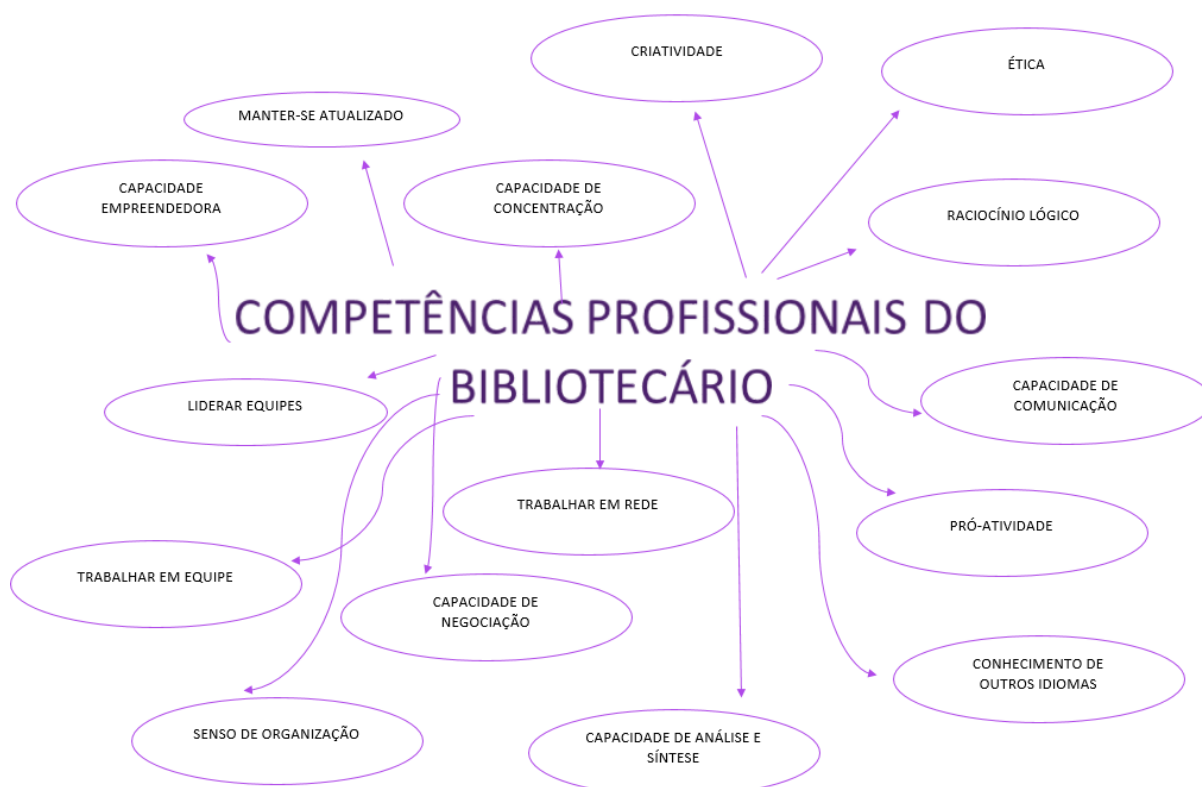 CRIATIVIDADE
ÉTICA
MANTER-SE ATUALIZADO
CAPACIDADE
EMPREENDEDORA
CAPACIDADE DE
CONCENTRAÇÃO
RACIOCÍNIO LÓGICO
COMPETÊNCIAS PROFISSIONAIS DO
BIBLIOTECÁRIO
LIDERAR EQUIPES
CAPACIDADE DE
COMUNICAÇÃO
TRABALHAR EM REDE
PRÓ-ATIVIDADE
TRABALHAR EM EQUIPE
CAPACIDADE DE
NEGOCIAÇÃO
CONHECIMENTO DE
OUTROS IDIOMAS
SENSO DE ORGANIZAÇÃO
CAPACIDADE DE ANÁLISE E
SÍNTESE